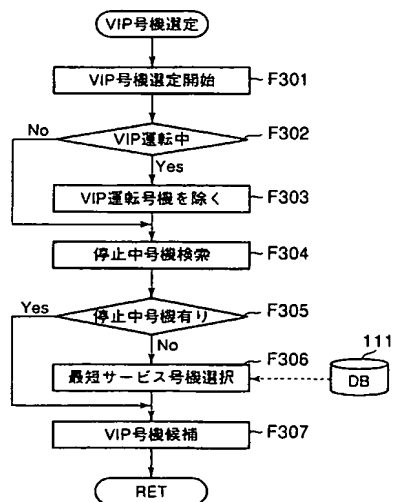 VIP号機選定
VIP号機選定開始
F301
No
VIP運転中
F302
Yes
VIP運転号機を除く
F303
停止中号機検索
F304
Yes
停止中号機有り
F305
No
F306
111
最短サービス号機選択
DB
VIP号機候補
F307
RET